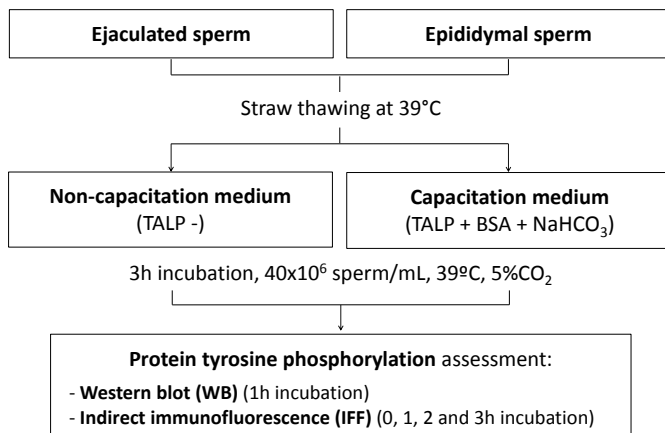 Ejaculated sperm
Epididymal sperm
Straw thawing at 39°C
Non-capacitation medium
(TALP -)
Capacitation medium
(TALP + BSA + NaHCO₃)
3h incubation, 40x10⁶ sperm/mL, 39ºC, 5%CO₂
Protein tyrosine phosphorylation assessment:
- Western blot (WB) (1h incubation)
- Indirect immunofluorescence (IFF) (0, 1, 2 and 3h incubation)